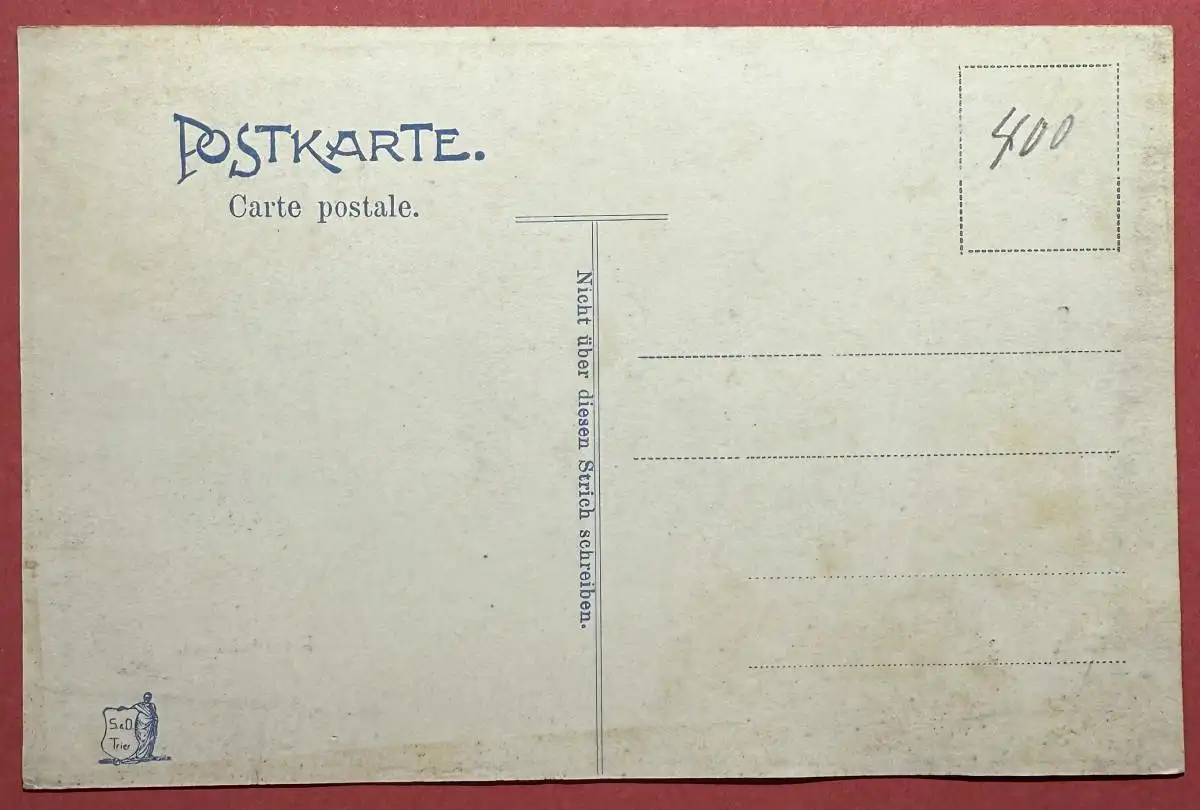 POSTKARTE.
Carte postale.
400
Nicht über diesen Strich schreiben.
S&D
Trier